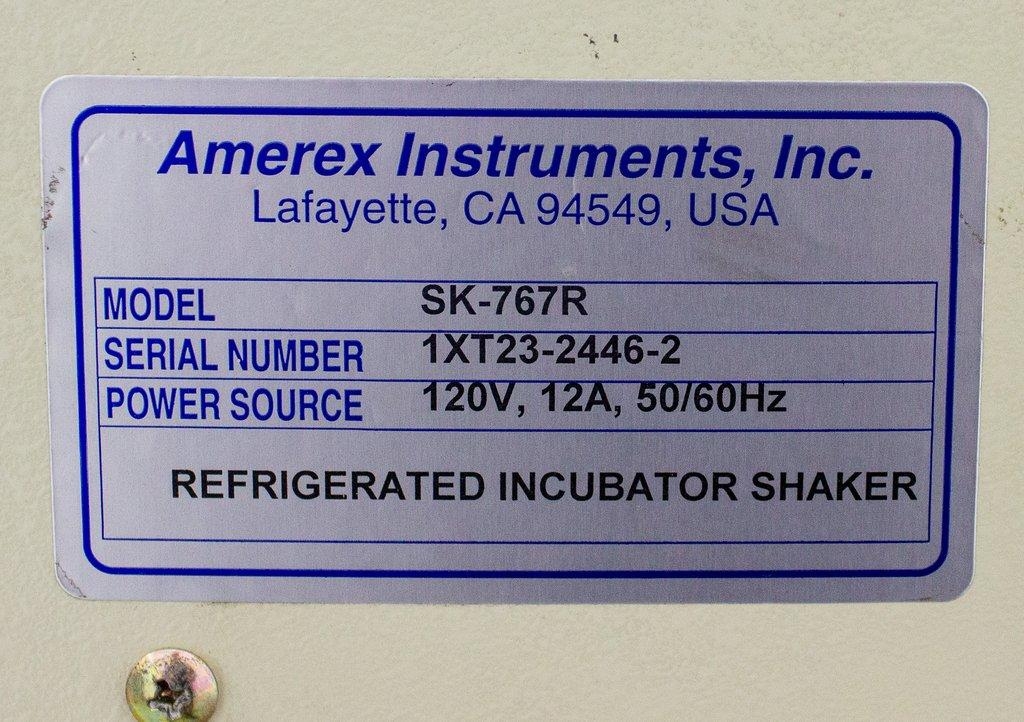 Amerex Instruments, Inc.
Lafayette, CA 94549, USA
MODEL SK-767R
SERIAL NUMBER 1XT23-2446-2
POWER SOURCE 120V, 12A, 50/60Hz
REFRIGERATED INCUBATOR SHAKER